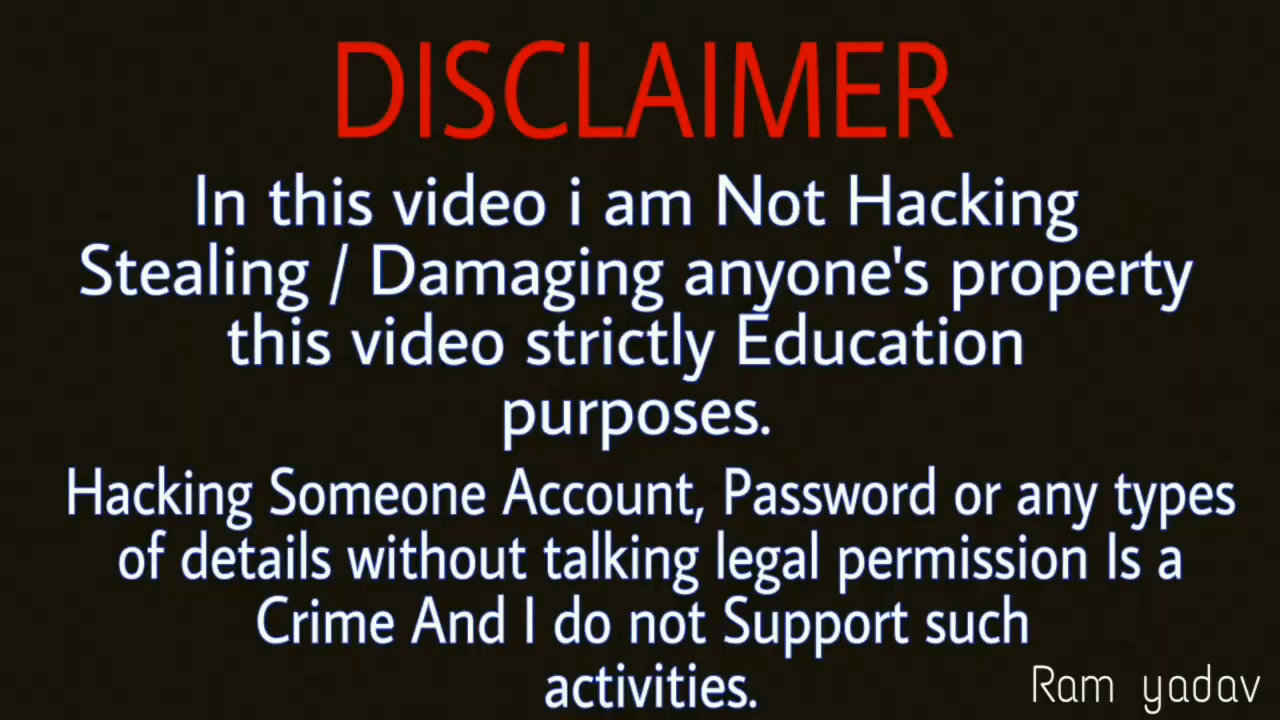 DISCLAIMER
In this video i am Not Hacking
Stealing / Damaging anyone's property
this video strictly Education
purposes.
Hacking Someone Account, Password or any types
of details without talking legal permission Is a
Crime And I do not Support such
activities.
Ram yadav